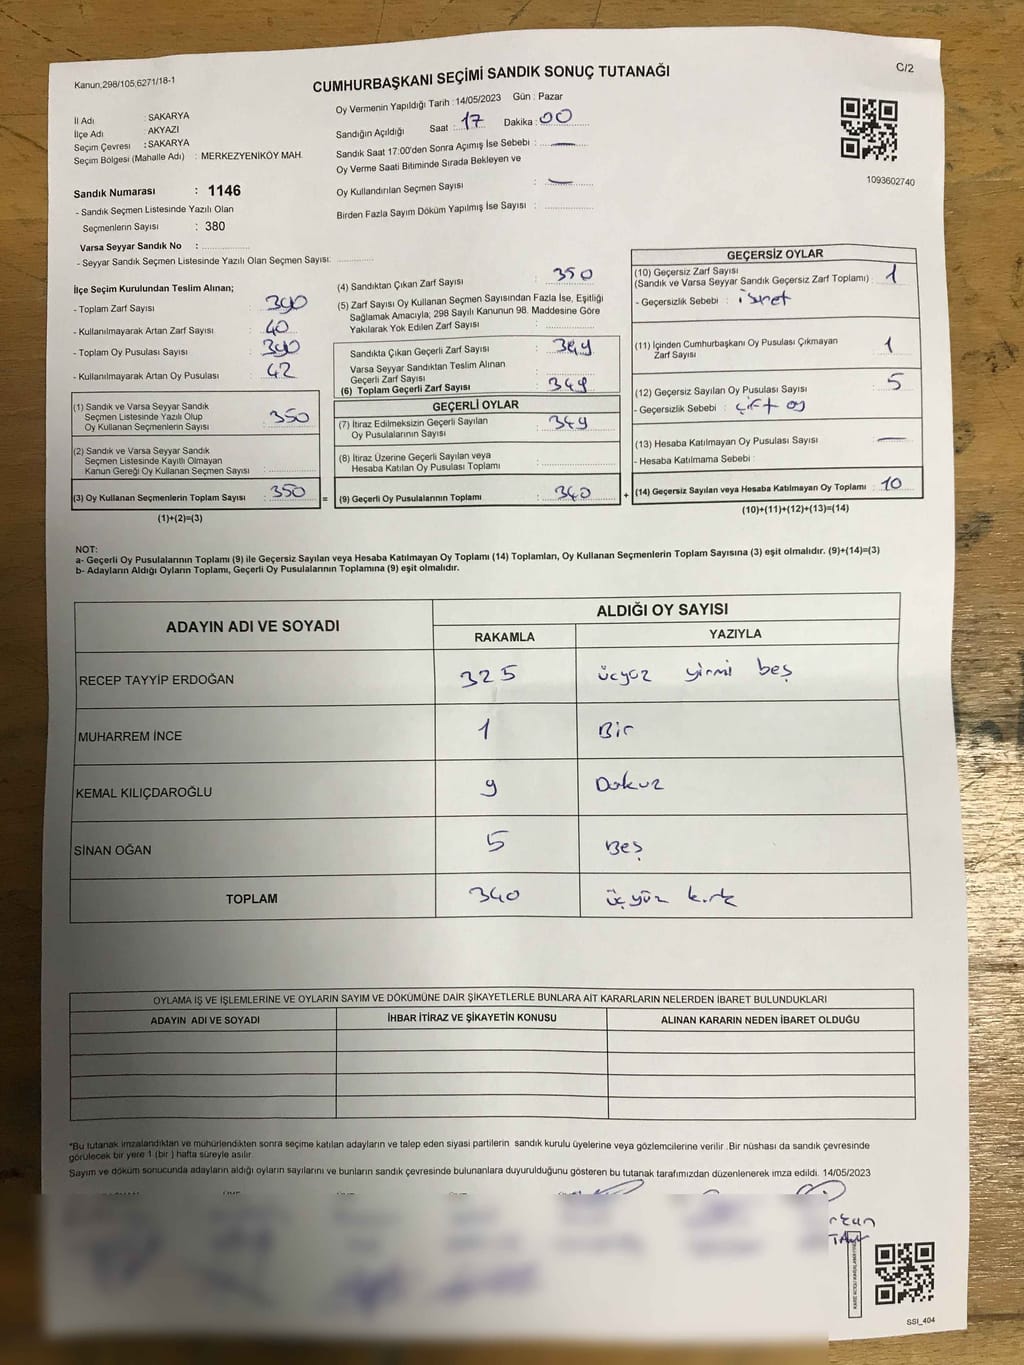 Kanun,298/105,6271/18-1
C/2
CUMHURBAŞKANI SEÇİMİ SANDIK SONUÇ TUTANAĞI
Oy Vermenin Yapıldığı Tarih : 14/05/2023 Gün : Pazar
İl Adı : SAKARYA
İlçe Adı : AKYAZI
Seçim Çevresi : SAKARYA
Seçim Bölgesi (Mahalle Adı) : MERKEZYENİKÖY MAH.
Sandığın Açıldığı Saat : 17 Dakika : 00
Sandık Saat 17:00'den Sonra Açımış İse Sebebi : —
Oy Verme Saati Bitiminde Sırada Bekleyen ve
Oy Kullandırılan Seçmen Sayısı : —
Birden Fazla Sayım Döküm Yapılmış İse Sayısı :
1093602740
Sandık Numarası : 1146
- Sandık Seçmen Listesinde Yazılı Olan
Seçmenlerin Sayısı : 380
Varsa Seyyar Sandık No :
- Seyyar Sandık Seçmen Listesinde Yazılı Olan Seçmen Sayısı:
İlçe Seçim Kurulundan Teslim Alınan;
- Toplam Zarf Sayısı : 390
- Kullanılmayarak Artan Zarf Sayısı : 40
- Toplam Oy Pusulası Sayısı : 390
- Kullanılmayarak Artan Oy Pusulası : 42
(1) Sandık ve Varsa Seyyar Sandık
Seçmen Listesinde Yazılı Olup
Oy Kullanan Seçmenlerin Sayısı : 350
(2) Sandık ve Varsa Seyyar Sandık
Seçmen Listesinde Kayıtlı Olmayan
Kanun Gereği Oy Kullanan Seçmen Sayısı :
(3) Oy Kullanan Seçmenlerin Toplam Sayısı : 350 =
(1)+(2)=(3)
(4) Sandıktan Çıkan Zarf Sayısı : 350
(5) Zarf Sayısı Oy Kullanan Seçmen Sayısından Fazla İse, Eşitliği
Sağlamak Amacıyla; 298 Sayılı Kanunun 98. Maddesine Göre
Yakılarak Yok Edilen Zarf Sayısı :
Sandıkta Çıkan Geçerli Zarf Sayısı : 349
Varsa Seyyar Sandıktan Teslim Alınan
Geçerli Zarf Sayısı :
(6) Toplam Geçerli Zarf Sayısı : 349
GEÇERLİ OYLAR
(7) İtiraz Edilmeksizin Geçerli Sayılan
Oy Pusulalarının Sayısı : 349
(8) İtiraz Üzerine Geçerli Sayılan veya
Hesaba Katılan Oy Pusulası Toplamı :
(9) Geçerli Oy Pusulalarının Toplamı : 340 +
GEÇERSİZ OYLAR
(10) Geçersiz Zarf Sayısı
(Sandık ve Varsa Seyyar Sandık Geçersiz Zarf Toplamı) : 1
- Geçersizlik Sebebi : işaret
(11) İçinden Cumhurbaşkanı Oy Pusulası Çıkmayan
Zarf Sayısı : 1
(12) Geçersiz Sayılan Oy Pusulası Sayısı : 5
- Geçersizlik Sebebi : çift oy
(13) Hesaba Katılmayan Oy Pusulası Sayısı : —
- Hesaba Katılmama Sebebi :
(14) Geçersiz Sayılan veya Hesaba Katılmayan Oy Toplamı : 10
(10)+(11)+(12)+(13)=(14)
NOT:
a- Geçerli Oy Pusulalarının Toplamı (9) ile Geçersiz Sayılan veya Hesaba Katılmayan Oy Toplamı (14) Toplamları, Oy Kullanan Seçmenlerin Toplam Sayısına (3) eşit olmalıdır. (9)+(14)=(3)
b- Adayların Aldığı Oyların Toplamı, Geçerli Oy Pusulalarının Toplamına (9) eşit olmalıdır.
ADAYIN ADI VE SOYADI
ALDIĞI OY SAYISI
RAKAMLA YAZIYLA
RECEP TAYYİP ERDOĞAN 325 üçyüz yirmi beş
MUHARREM İNCE 1 Bir
KEMAL KILIÇDAROĞLU 9 Dokuz
SİNAN OĞAN 5 Beş
TOPLAM 340 üçyüz kırk
OYLAMA İŞ VE İŞLEMLERİNE VE OYLARIN SAYIM VE DÖKÜMÜNE DAİR ŞİKAYETLERLE BUNLARA AİT KARARLARIN NELERDEN İBARET BULUNDUKLARI
ADAYIN ADI VE SOYADI İHBAR İTİRAZ VE ŞİKAYETİN KONUSU ALINAN KARARIN NEDEN İBARET OLDUĞU
*Bu tutanak imzalandıktan ve mühürlendikten sonra seçime katılan adayların ve talep eden siyasi partilerin sandık kurulu üyelerine veya gözlemcilerine verilir .Bir nüshası da sandık çevresinde
görülecek bir yere 1 (bir ) hafta süreyle asılır.
Sayım ve döküm sonucunda adayların aldığı oyların sayılarını ve bunların sandık çevresinde bulunanlara duyurulduğunu gösteren bu tutanak tarafımızdan düzenlenerek imza edildi. 14/05/2023
SSI_404